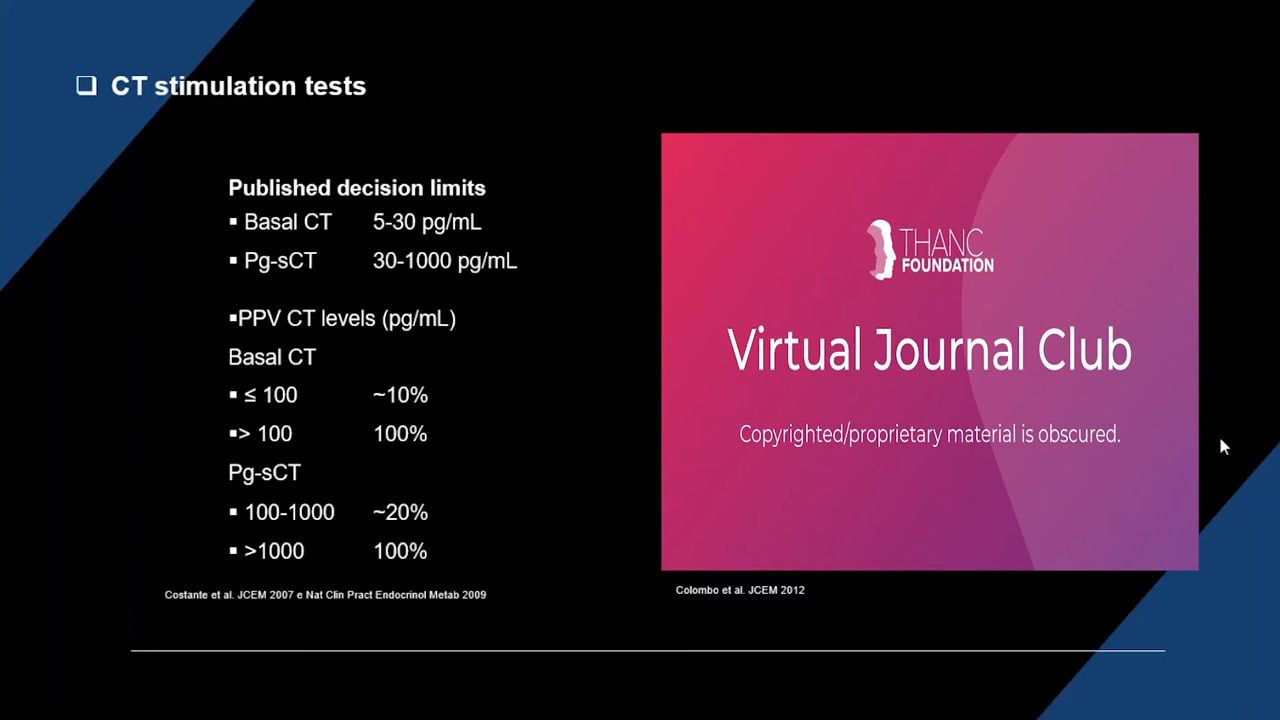 ❑ CT stimulation tests
Published decision limits
▪ Basal CT 5-30 pg/mL
▪ Pg-sCT 30-1000 pg/mL
▪PPV CT levels (pg/mL)
Basal CT
▪ ≤ 100 ~10%
▪> 100 100%
Pg-sCT
▪ 100-1000 ~20%
▪ >1000 100%
Costante et al. JCEM 2007 e Nat Clin Pract Endocrinol Metab 2009
THANC
FOUNDATION
Virtual Journal Club
Copyrighted/proprietary material is obscured.
Colombo et al. JCEM 2012